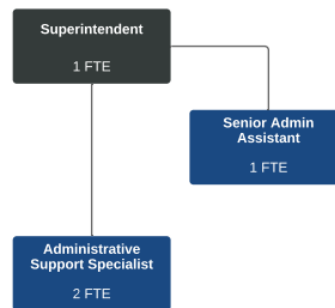 Superintendent
1 FTE
Senior Admin
Assistant
1 FTE
Administrative
Support Specialist
2 FTE